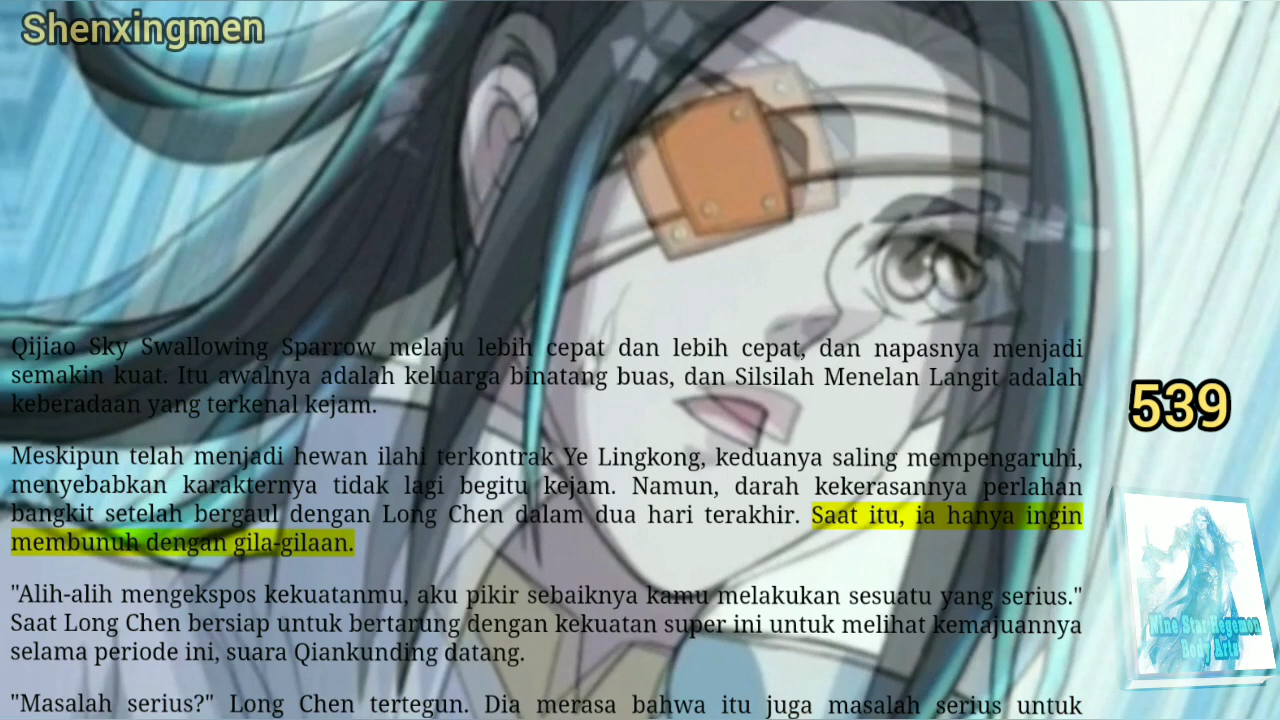 Shenxingmen
Qijiao Sky Swallowing Sparrow melaju lebih cepat dan lebih cepat, dan napasnya menjadi
semakin kuat. Itu awalnya adalah keluarga binatang buas, dan Silsilah Menelan Langit adalah
keberadaan yang terkenal kejam.
Meskipun telah menjadi hewan ilahi terkontrak Ye Lingkong, keduanya saling mempengaruhi,
menyebabkan karakternya tidak lagi begitu kejam. Namun, darah kekerasannya perlahan
bangkit setelah bergaul dengan Long Chen dalam dua hari terakhir. Saat itu, ia hanya ingin
membunuh dengan gila-gilaan.
"Alih-alih mengekspos kekuatanmu, aku pikir sebaiknya kamu melakukan sesuatu yang serius."
Saat Long Chen bersiap untuk bertarung dengan kekuatan super ini untuk melihat kemajuannya
selama periode ini, suara Qiankunding datang.
"Masalah serius?" Long Chen tertegun. Dia merasa bahwa itu juga masalah serius untuk
539
Nine Star Hegemon
Body Arts